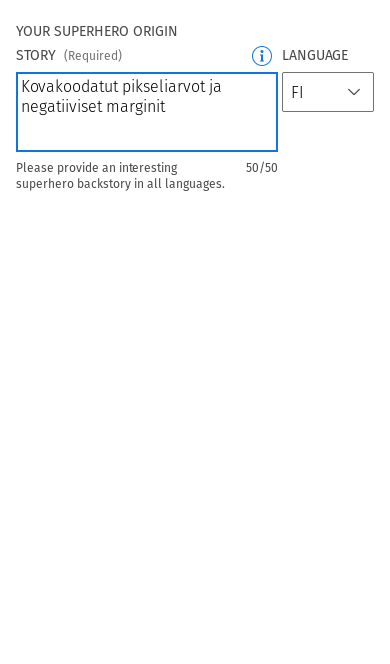 YOUR SUPERHERO ORIGIN
STORY (Required) LANGUAGE
Kovakoodatut pikseliarvot ja
negatiiviset marginit
FI
Please provide an interesting 50/50
superhero backstory in all languages.